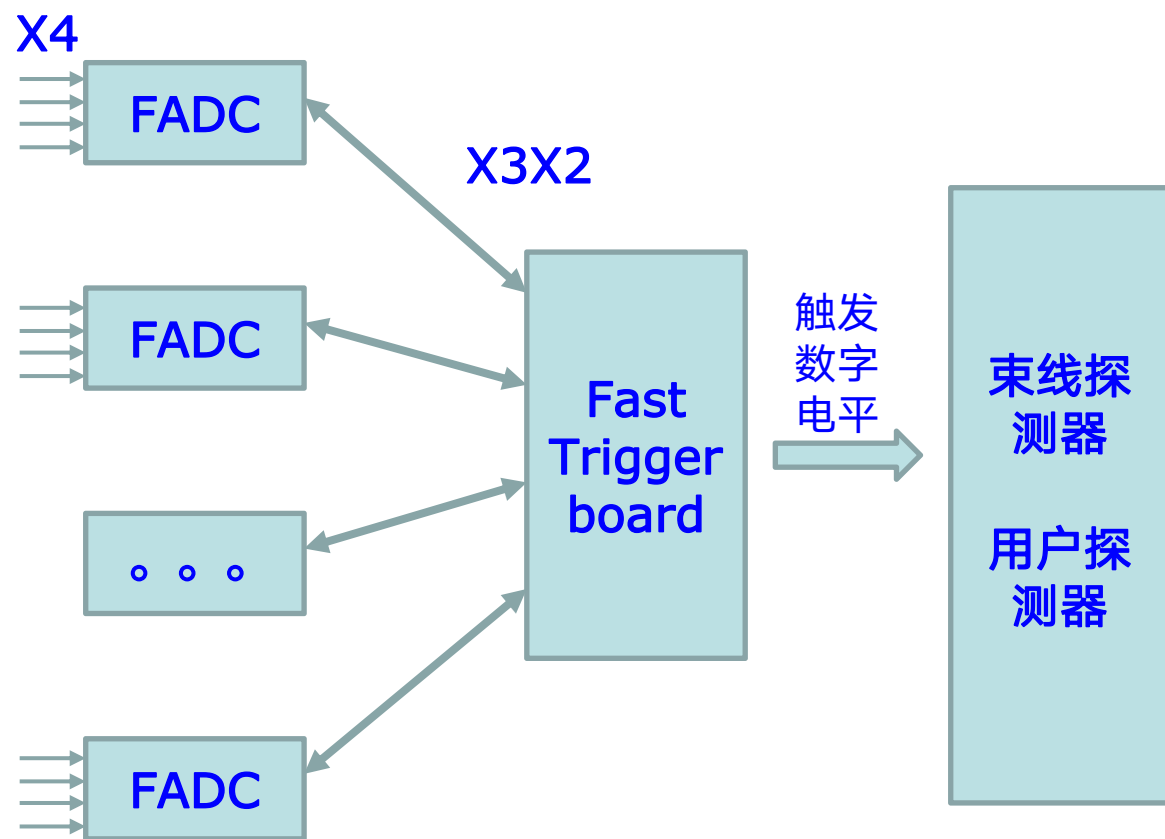 X4
FADC
X3X2
FADC
。。。
FADC
Fast
Trigger
board
触发
数字
电平
束线探
测器
用户探
测器